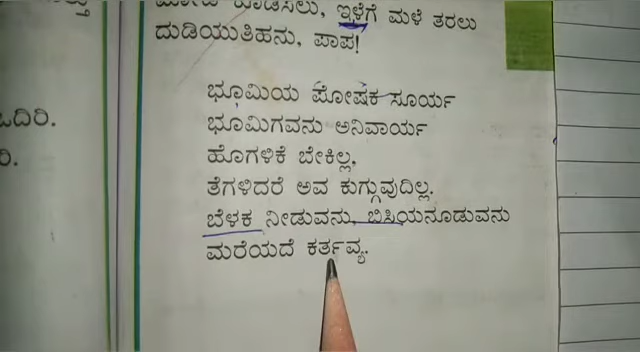 ಇಳೆಗೆ ಮಳೆ ತರಲು
ದುಡಿಯುತಿಹನು, ಪಾಪ!
ಭೂಮಿಯ ಪೋಷಕ ಸೂರ್ಯ
ಭೂಮಿಗವನು ಅನಿವಾರ್ಯ
ಹೊಗಳಿಕೆ ಬೇಕಿಲ್ಲ,
ತೆಗಳಿದರೆ ಅವ ಕುಗ್ಗುವುದಿಲ್ಲ.
ಬೆಳಕ ನೀಡುವನು, ಬಿಸಿಯನೂಡುವನು
ಮರೆಯದೆ ಕರ್ತವ್ಯ.